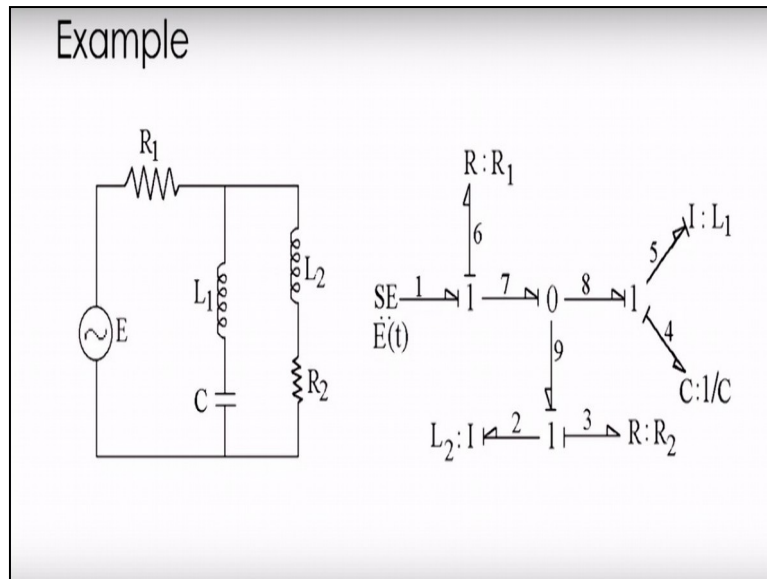 Example
R1
L1
L2
E
C
R2
R:R1
6
5
I:L1
SE
1
1
7
0
8
1
Ë(t)
4
9
C:1/C
L2:I
2
1
3
R:R2